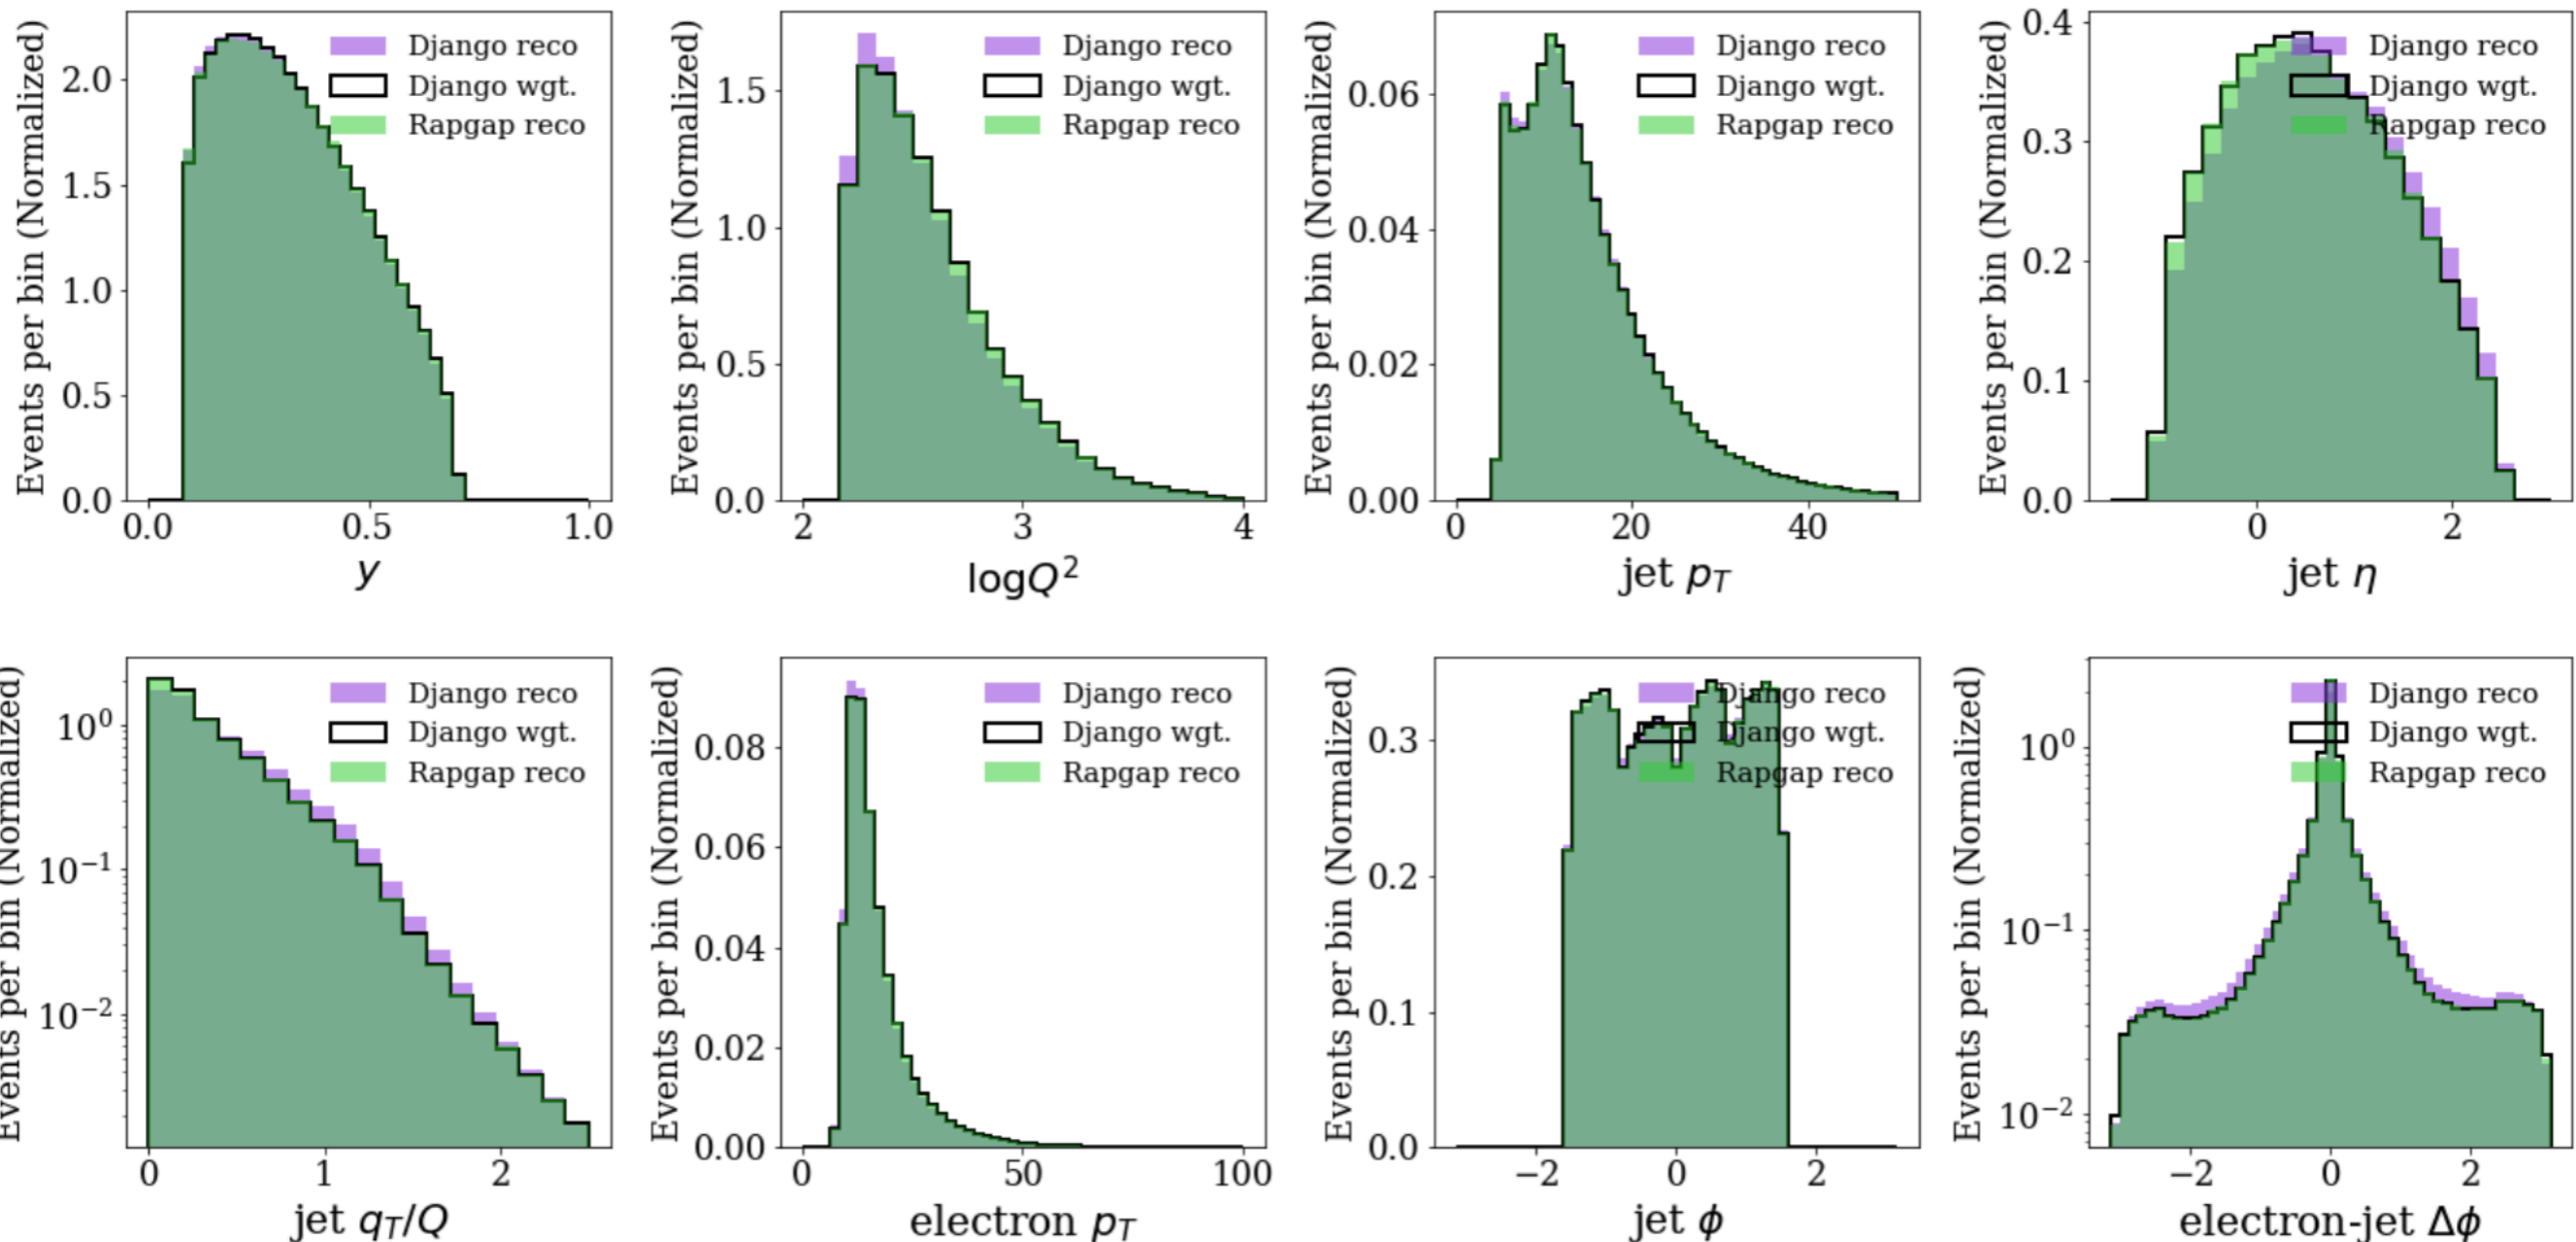 Events per bin (Normalized)
2.0
1.5
1.0
0.5
0.0
Django reco
Django wgt.
Rapgap reco
0.0 0.5 1.0
y
Events per bin (Normalized)
1.5
1.0
0.5
0.0
Django reco
Django wgt.
Rapgap reco
2 3 4
logQ²
Events per bin (Normalized)
0.06
0.04
0.02
0.00
Django reco
Django wgt.
Rapgap reco
0 20 40
jet p_T
Events per bin (Normalized)
0.4
0.3
0.2
0.1
0.0
Django reco
Django wgt.
Rapgap reco
0 2
jet η
Events per bin (Normalized)
10⁰
10⁻¹
10⁻²
Django reco
Django wgt.
Rapgap reco
0 1 2
jet q_T/Q
Events per bin (Normalized)
0.08
0.06
0.04
0.02
0.00
Django reco
Django wgt.
Rapgap reco
0 50 100
electron p_T
Events per bin (Normalized)
0.3
0.2
0.1
0.0
Django reco
Django wgt.
Rapgap reco
−2 0 2
jet ϕ
Events per bin (Normalized)
10⁰
10⁻¹
10⁻²
Django reco
Django wgt.
Rapgap reco
−2 0 2
electron-jet Δϕ